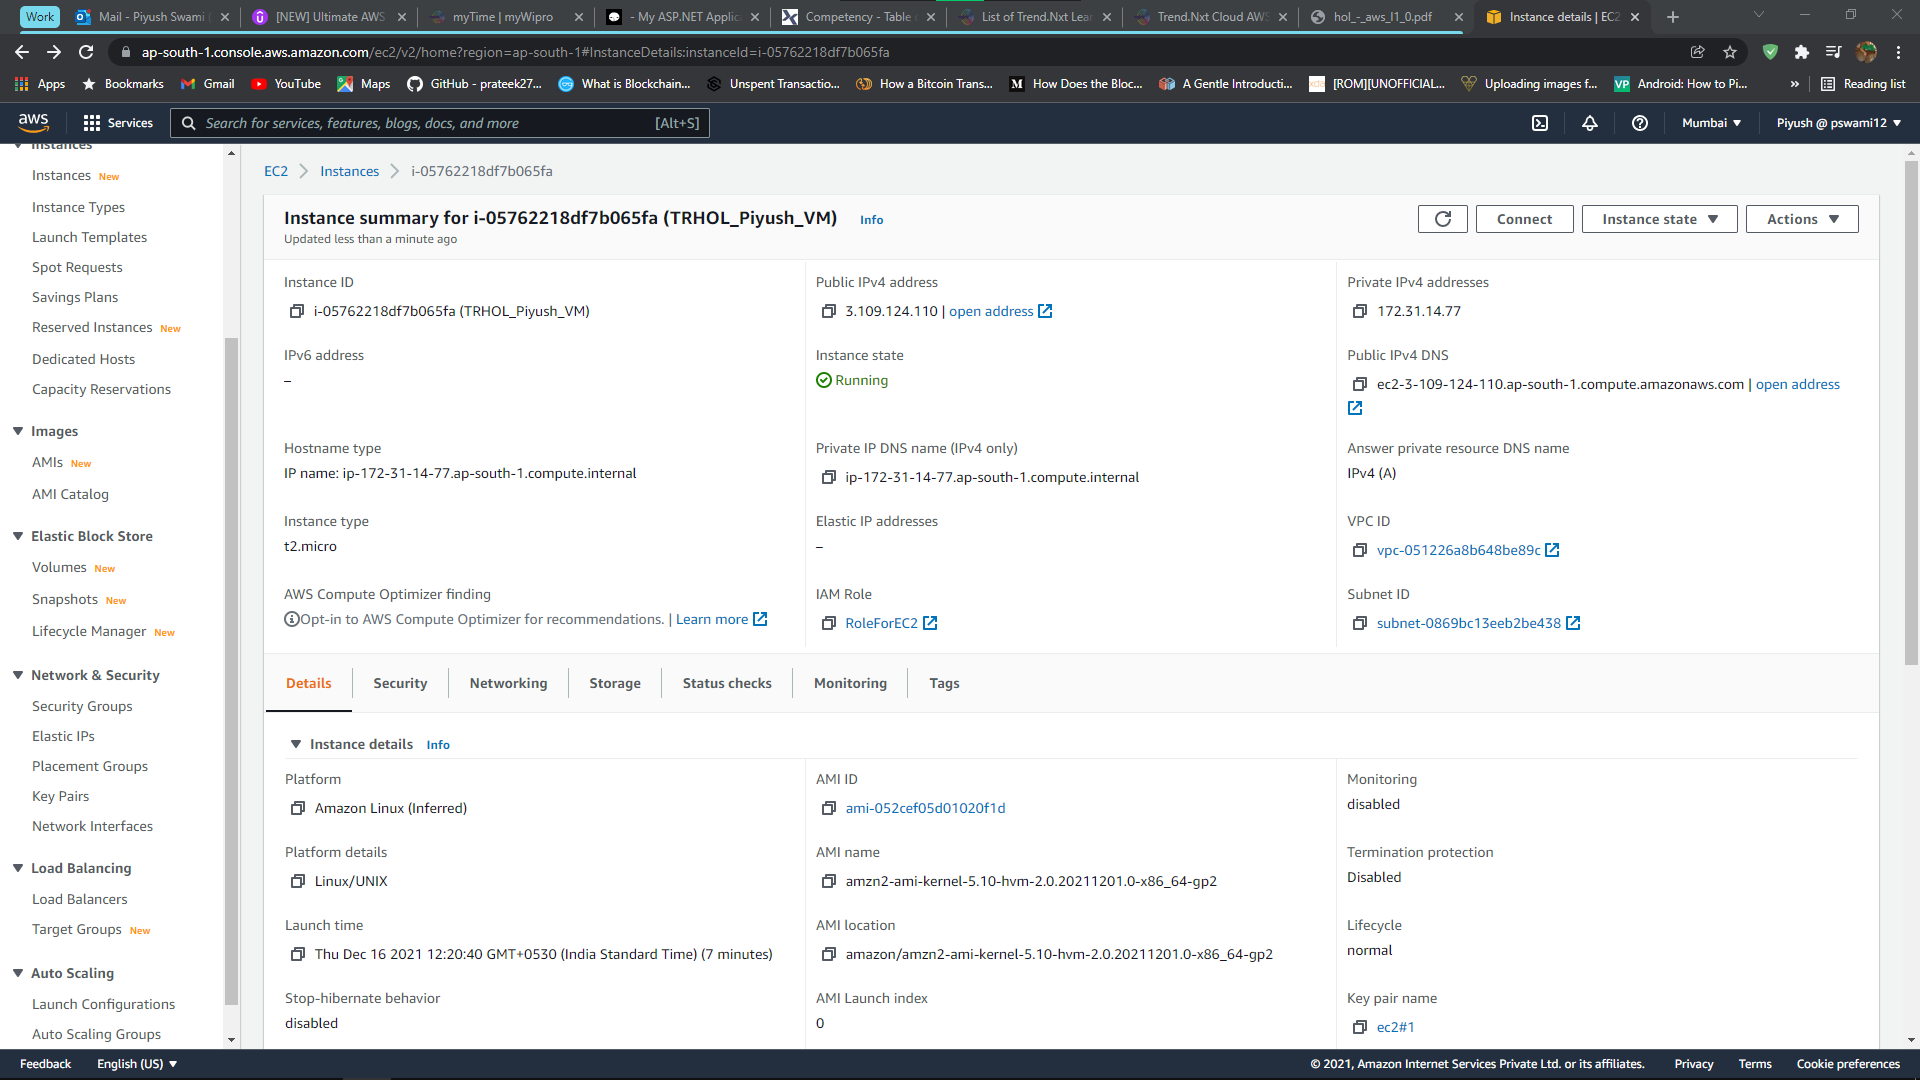 Work
Mail - Piyush Swami
[NEW] Ultimate AWS
myTime | myWipro
- My ASP.NET Applic
Competency - Table
List of Trend.Nxt Lea
Trend.Nxt Cloud AWS
hol_-_aws_l1_0.pdf
Instance details | EC2
ap-south-1.console.aws.amazon.com/ec2/v2/home?region=ap-south-1#InstanceDetails:instanceId=i-05762218df7b065fa
Apps
Bookmarks
Gmail
YouTube
Maps
GitHub - prateek27...
What is Blockchain...
Unspent Transactio...
How a Bitcoin Trans...
How Does the Bloc...
A Gentle Introducti...
[ROM][UNOFFICIAL...
Uploading images f...
Android: How to Pi...
»
Reading list
aws
Services
Search for services, features, blogs, docs, and more
[Alt+S]
Mumbai
Piyush @ pswami12
Instances
Instances New
Instance Types
Launch Templates
Spot Requests
Savings Plans
Reserved Instances New
Dedicated Hosts
Capacity Reservations
Images
AMIs New
AMI Catalog
Elastic Block Store
Volumes New
Snapshots New
Lifecycle Manager New
Network & Security
Security Groups
Elastic IPs
Placement Groups
Key Pairs
Network Interfaces
Load Balancing
Load Balancers
Target Groups New
Auto Scaling
Launch Configurations
Auto Scaling Groups
EC2
Instances
i-05762218df7b065fa
Instance summary for i-05762218df7b065fa (TRHOL_Piyush_VM) Info
Updated less than a minute ago
Connect
Instance state
Actions
Instance ID
i-05762218df7b065fa (TRHOL_Piyush_VM)
Public IPv4 address
3.109.124.110 | open address
Private IPv4 addresses
172.31.14.77
IPv6 address
–
Instance state
Running
Public IPv4 DNS
ec2-3-109-124-110.ap-south-1.compute.amazonaws.com | open address
Hostname type
IP name: ip-172-31-14-77.ap-south-1.compute.internal
Private IP DNS name (IPv4 only)
ip-172-31-14-77.ap-south-1.compute.internal
Answer private resource DNS name
IPv4 (A)
Instance type
t2.micro
Elastic IP addresses
–
VPC ID
vpc-051226a8b648be89c
AWS Compute Optimizer finding
Opt-in to AWS Compute Optimizer for recommendations. | Learn more
IAM Role
RoleForEC2
Subnet ID
subnet-0869bc13eeb2be438
Details
Security
Networking
Storage
Status checks
Monitoring
Tags
Instance details Info
Platform
Amazon Linux (Inferred)
AMI ID
ami-052cef05d01020f1d
Monitoring
disabled
Platform details
Linux/UNIX
AMI name
amzn2-ami-kernel-5.10-hvm-2.0.20211201.0-x86_64-gp2
Termination protection
Disabled
Launch time
Thu Dec 16 2021 12:20:40 GMT+0530 (India Standard Time) (7 minutes)
AMI location
amazon/amzn2-ami-kernel-5.10-hvm-2.0.20211201.0-x86_64-gp2
Lifecycle
normal
Stop-hibernate behavior
disabled
AMI Launch index
0
Key pair name
ec2#1
Feedback
English (US)
© 2021, Amazon Internet Services Private Ltd. or its affiliates.
Privacy
Terms
Cookie preferences